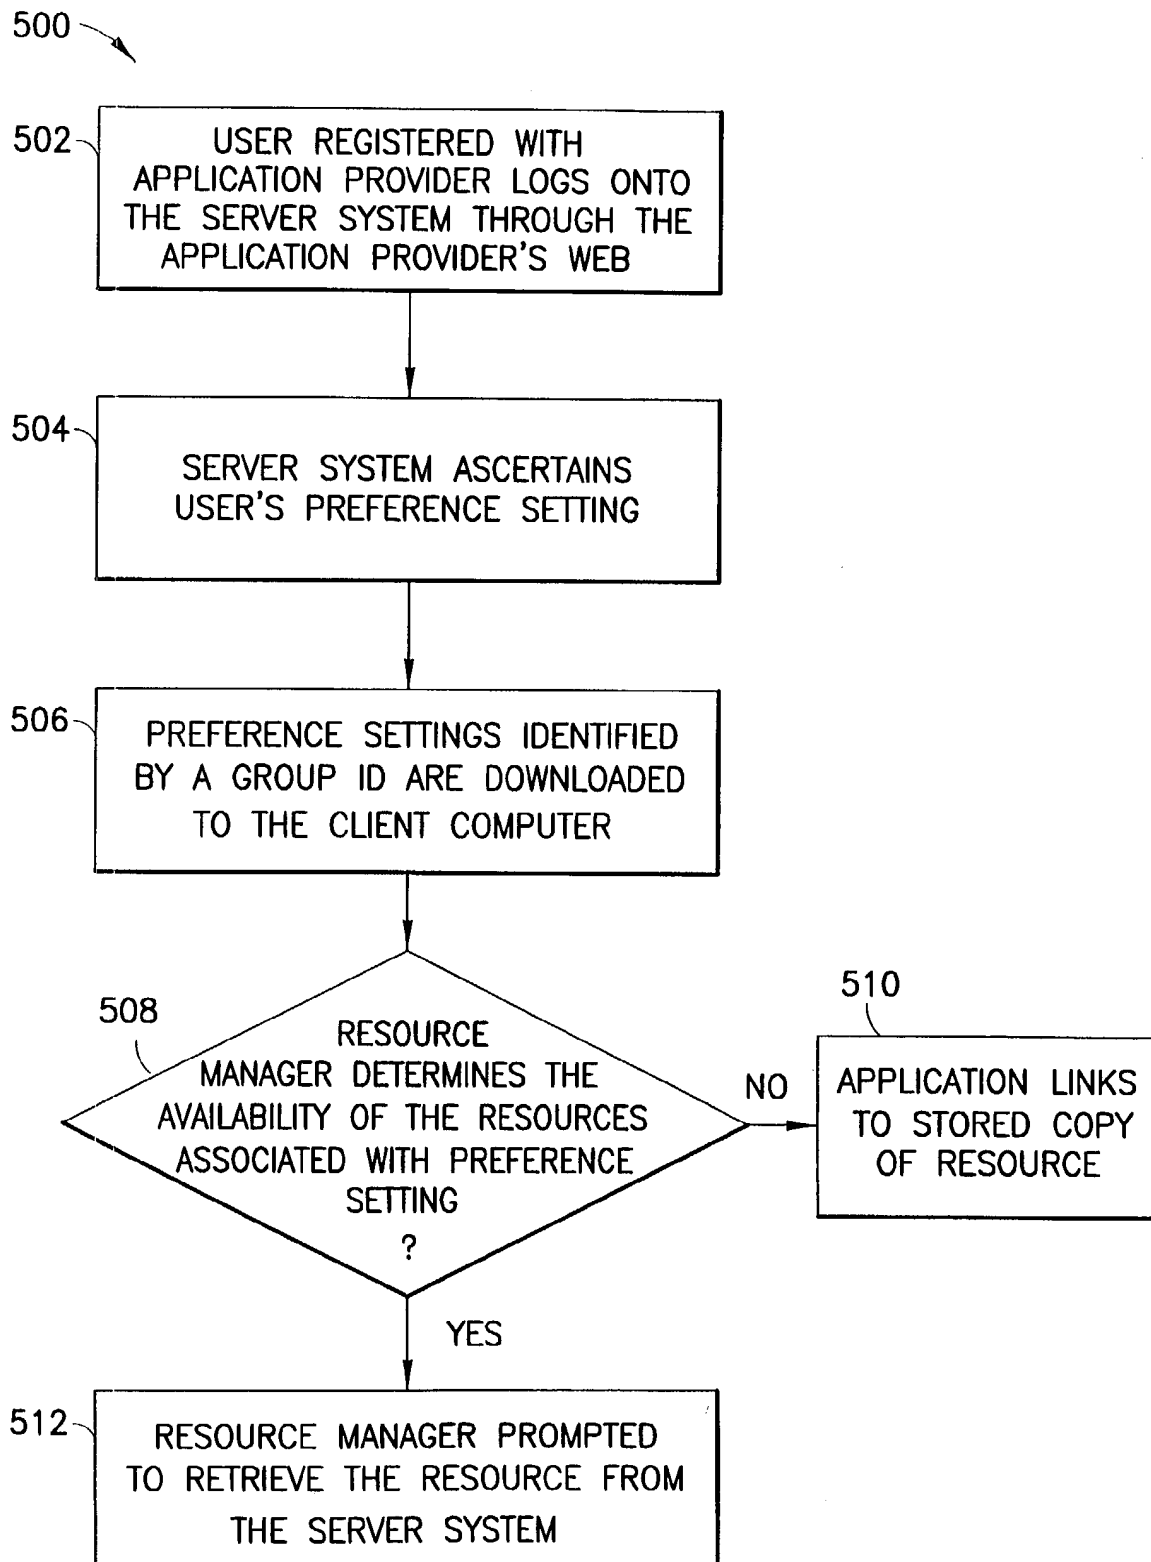 500
502
USER REGISTERED WITH
APPLICATION PROVIDER LOGS ONTO
THE SERVER SYSTEM THROUGH THE
APPLICATION PROVIDER'S WEB
504
SERVER SYSTEM ASCERTAINS
USER'S PREFERENCE SETTING
506
PREFERENCE SETTINGS IDENTIFIED
BY A GROUP ID ARE DOWNLOADED
TO THE CLIENT COMPUTER
508
RESOURCE
MANAGER DETERMINES THE
AVAILABILITY OF THE RESOURCES
ASSOCIATED WITH PREFERENCE
SETTING
?
NO
510
APPLICATION LINKS
TO STORED COPY
OF RESOURCE
YES
512
RESOURCE MANAGER PROMPTED
TO RETRIEVE THE RESOURCE FROM
THE SERVER SYSTEM